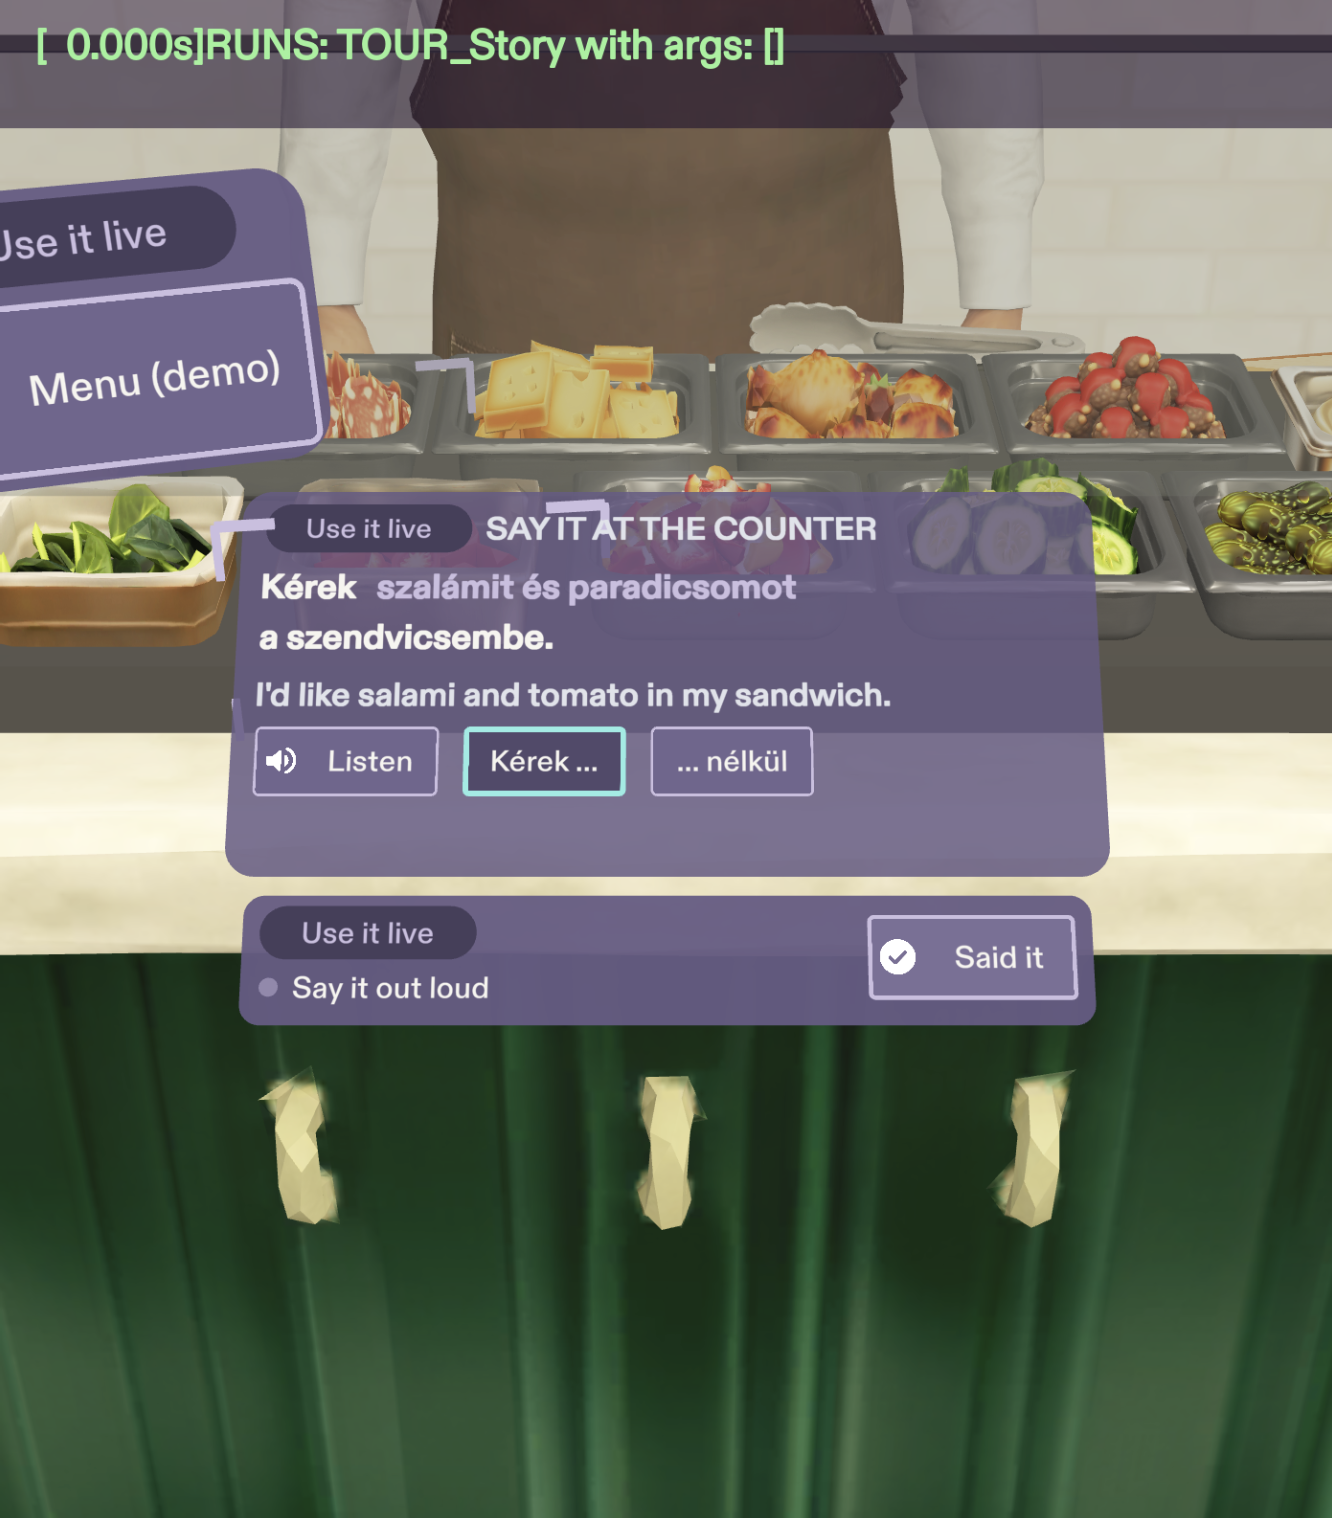 [  0.000s]RUNS: TOUR_Story with args: []
Use it live
Menu (demo)
Use it live
SAY IT AT THE COUNTER
Kérek szalámit és paradicsomot
a szendvicsembe.
I'd like salami and tomato in my sandwich.
Listen
Kérek ...
... nélkül
Use it live
Say it out loud
Said it